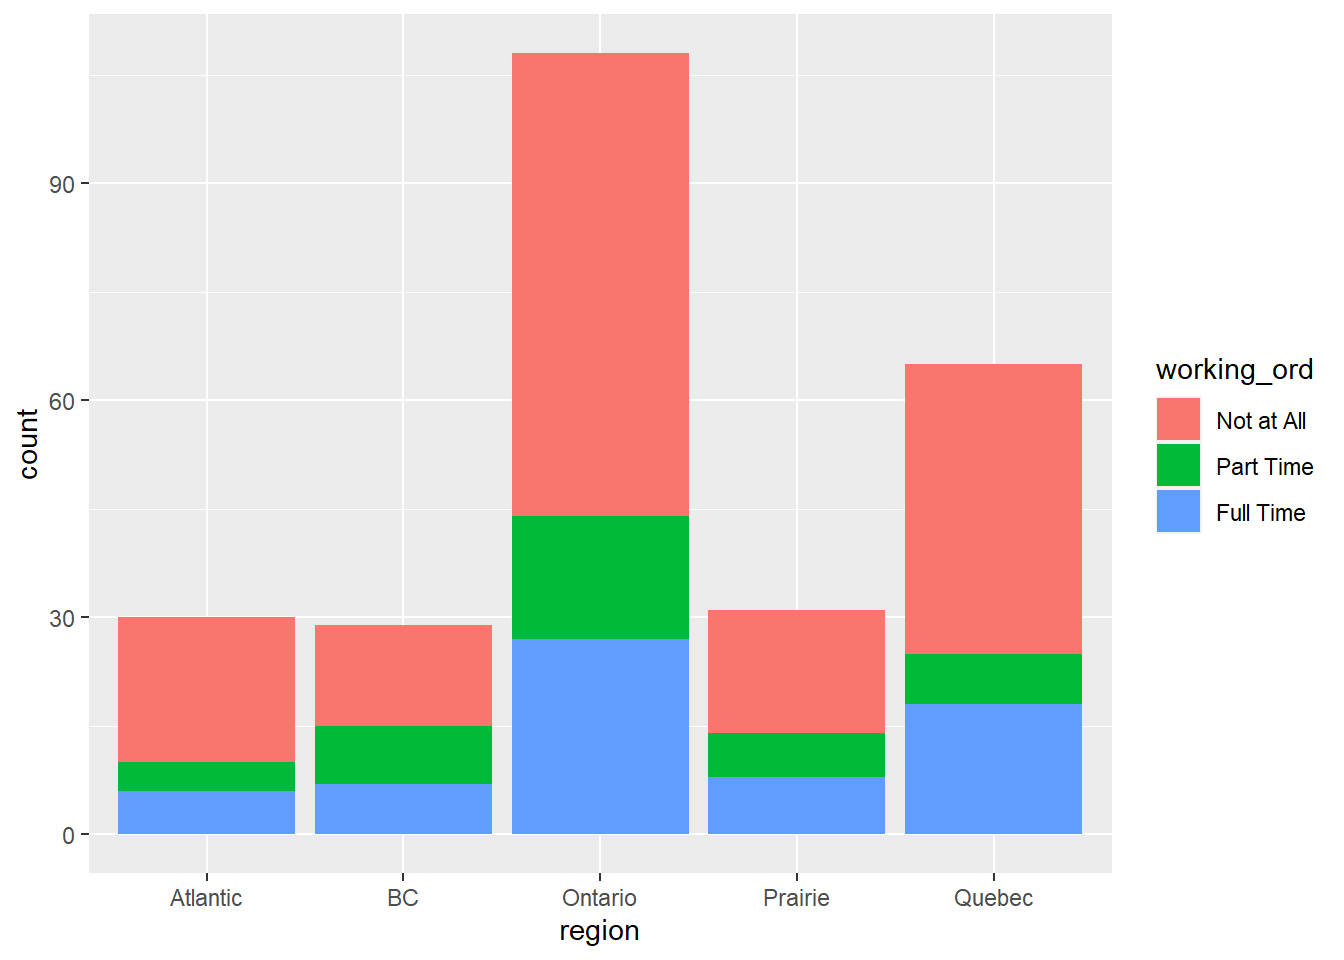 count
90
60
30
0
Atlantic BC Ontario Prairie Quebec
region
working_ord
Not at All
Part Time
Full Time